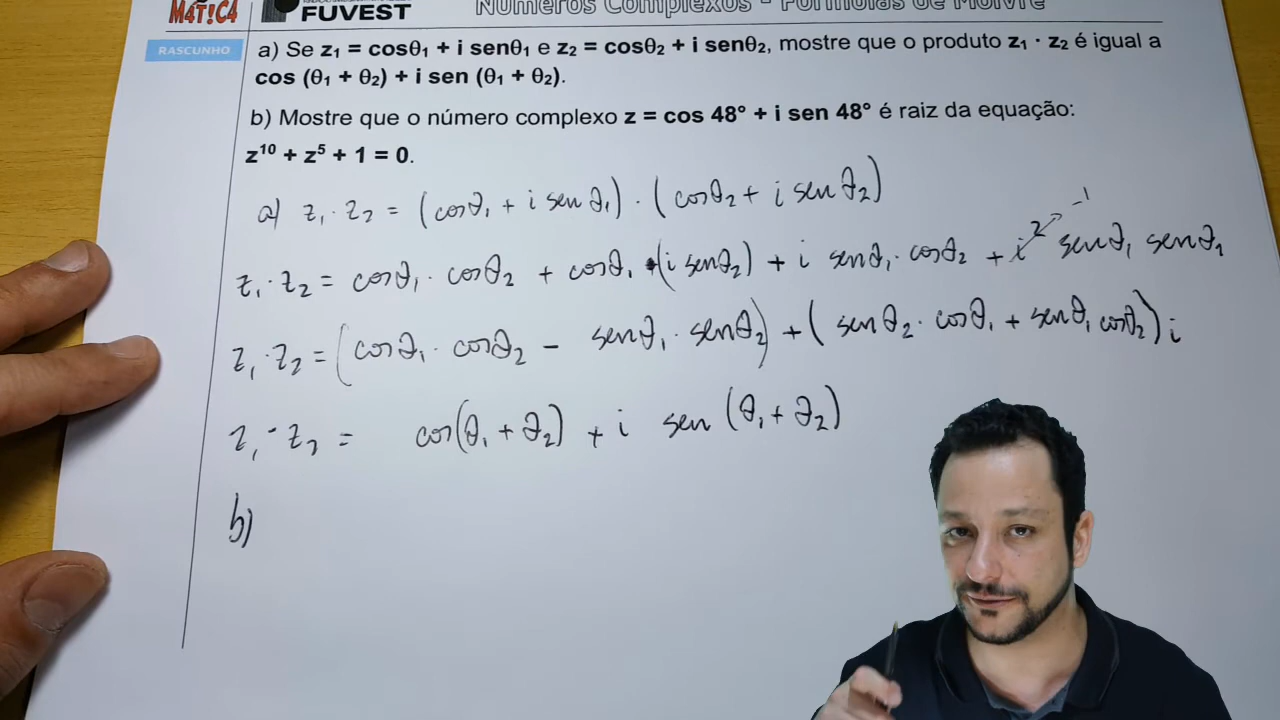 M4T!C4
FUVEST
Números Complexos - Fórmulas de Moivre
RASCUNHO
a) Se z₁ = cosθ₁ + i senθ₁ e z₂ = cosθ₂ + i senθ₂, mostre que o produto z₁ · z₂ é igual a
cos (θ₁ + θ₂) + i sen (θ₁ + θ₂).
b) Mostre que o número complexo z = cos 48° + i sen 48° é raiz da equação:
z¹⁰ + z⁵ + 1 = 0.
a) z₁ · z₂ = (cosθ₁ + i senθ₁) · (cosθ₂ + i senθ₂)
z₁ · z₂ = cosθ₁ · cosθ₂ + cosθ₁ · (i senθ₂) + i senθ₁ · cosθ₂ + i² senθ₁ senθ₂
-1
z₁ · z₂ = (cosθ₁ · cosθ₂ - senθ₁ · senθ₂) + (senθ₂ · cosθ₁ + senθ₁ cosθ₂) i
z₁ · z₂ = cos(θ₁ + θ₂) + i sen (θ₁ + θ₂)
b)